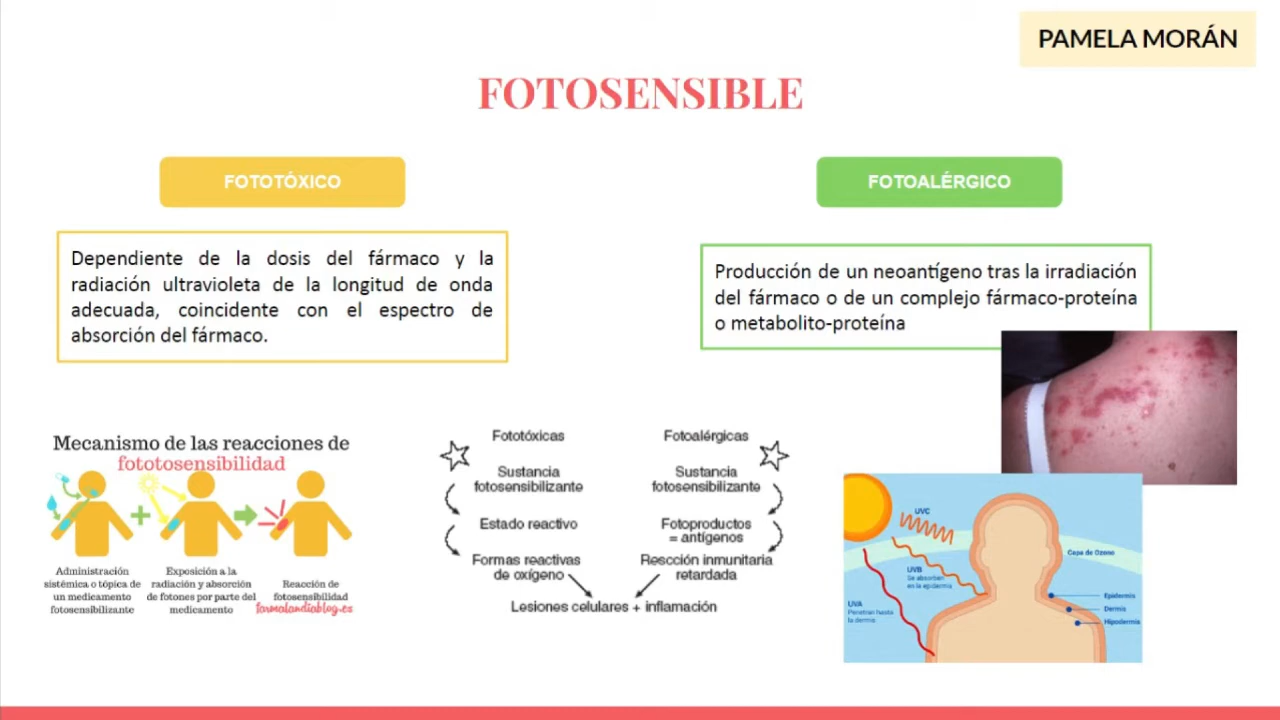 PAMELA MORÁN
FOTOSENSIBLE
FOTOTÓXICO
Dependiente de la dosis del fármaco y la
radiación ultravioleta de la longitud de onda
adecuada, coincidente con el espectro de
absorción del fármaco.
FOTOALÉRGICO
Producción de un neoantígeno tras la irradiación
del fármaco o de un complejo fármaco-proteína
o metabolito-proteína
Mecanismo de las reacciones de
fototosensibilidad
Administración
sistémica o tópica de
un medicamento
fotosensibilizante
Exposición a la
radiación y absorción
de fotones por parte del
medicamento
Reacción de
fotosensibilidad
farmalandiablog.es
Fototóxicas
Sustancia
fotosensibilizante
Estado reactivo
Formas reactivas
de oxígeno
Fotoalérgicas
Sustancia
fotosensibilizante
Fotoproductos
= antígenos
Rescción inmunitaria
retardada
Lesiones celulares + inflamación
UVC
Capa de Ozono
UVB
Se absorben
en la epidermis
UVA
Penetran hasta
la dermis
Epidermis
Dermis
Hipodermis